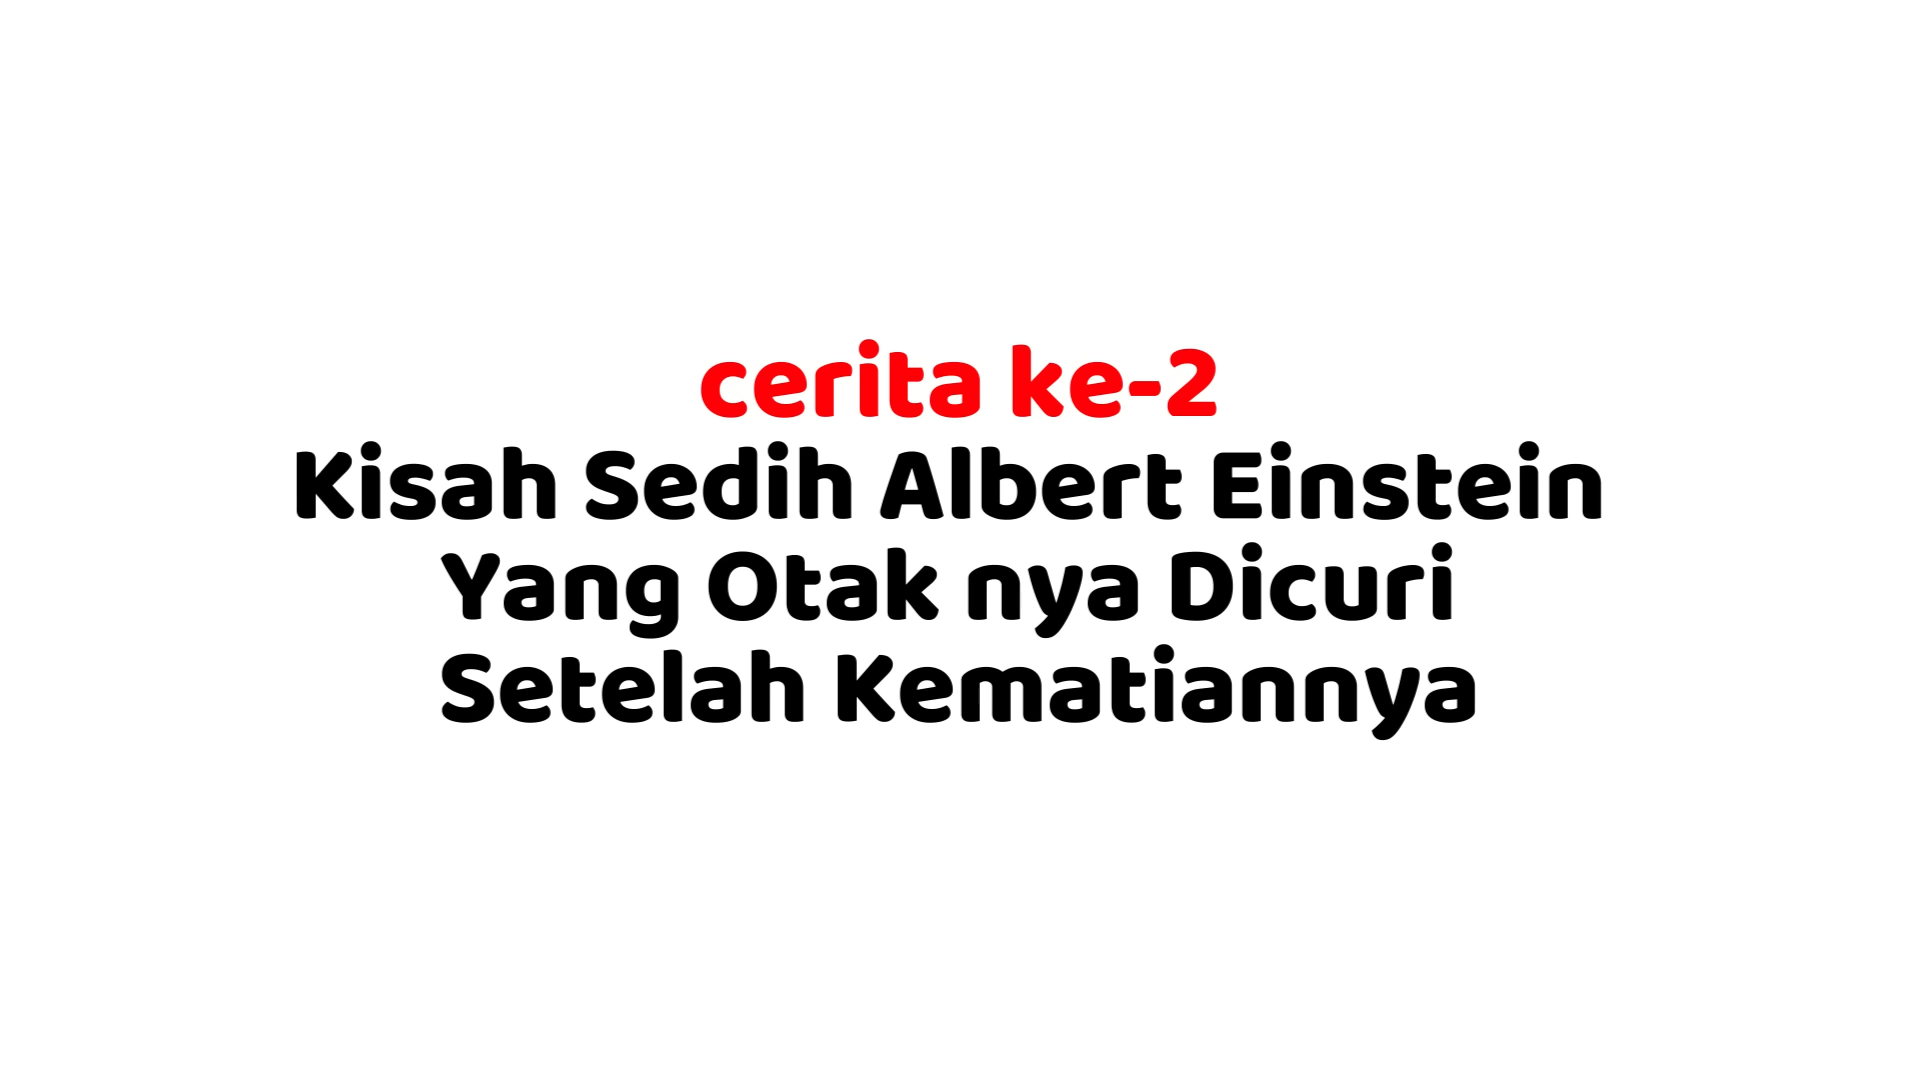 cerita ke-2
Kisah Sedih Albert Einstein
Yang Otak nya Dicuri
Setelah Kematiannya